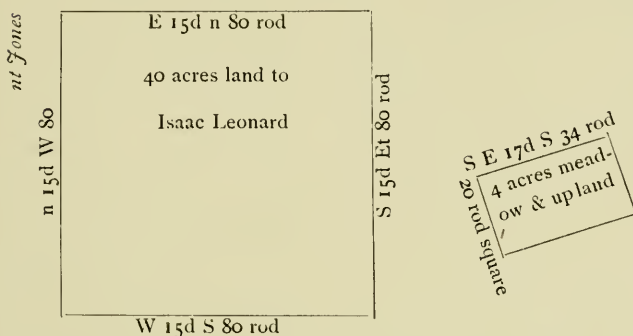 nt Jones
E 15d n 80 rod
40 acres land to
Isaac Leonard
n 15d W 80
S 15d Et 80 rod
W 15d S 80 rod
S E 17d S 34 rod
20 rod square
4 acres mead-
ow & upland